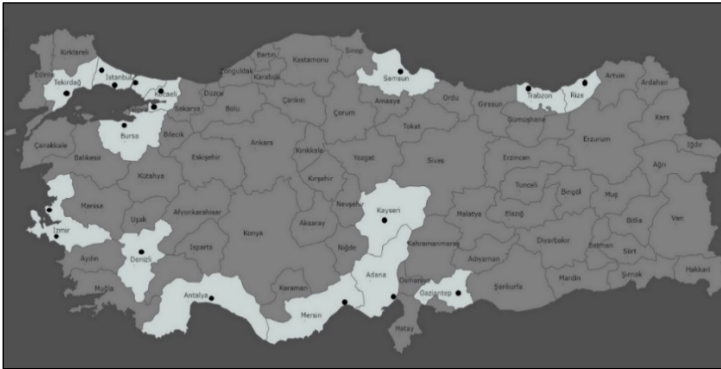 Kırklareli
Edirne
Tekirdağ
İstanbul
Kocaeli
Sakarya
Düzce
Zonguldak
Bartın
Karabük
Kastamonu
Sinop
Samsun
Ordu
Giresun
Trabzon
Rize
Artvin
Ardahan
Kars
Iğdır
Çanakkale
Balıkesir
Bursa
Bilecik
Bolu
Çankırı
Çorum
Amasya
Tokat
Gümüşhane
Erzurum
Ağrı
Kütahya
Eskişehir
Ankara
Kırıkkale
Yozgat
Sivas
Erzincan
Tunceli
Bingöl
Muş
Manisa
Uşak
Afyonkarahisar
Kırşehir
Nevşehir
Kayseri
Malatya
Elazığ
Bitlis
Van
İzmir
Denizli
Isparta
Konya
Aksaray
Niğde
Kahramanmaraş
Adıyaman
Diyarbakır
Batman
Siirt
Hakkari
Aydın
Muğla
Antalya
Karaman
Mersin
Adana
Osmaniye
Gaziantep
Şanlıurfa
Mardin
Şırnak
Hatay